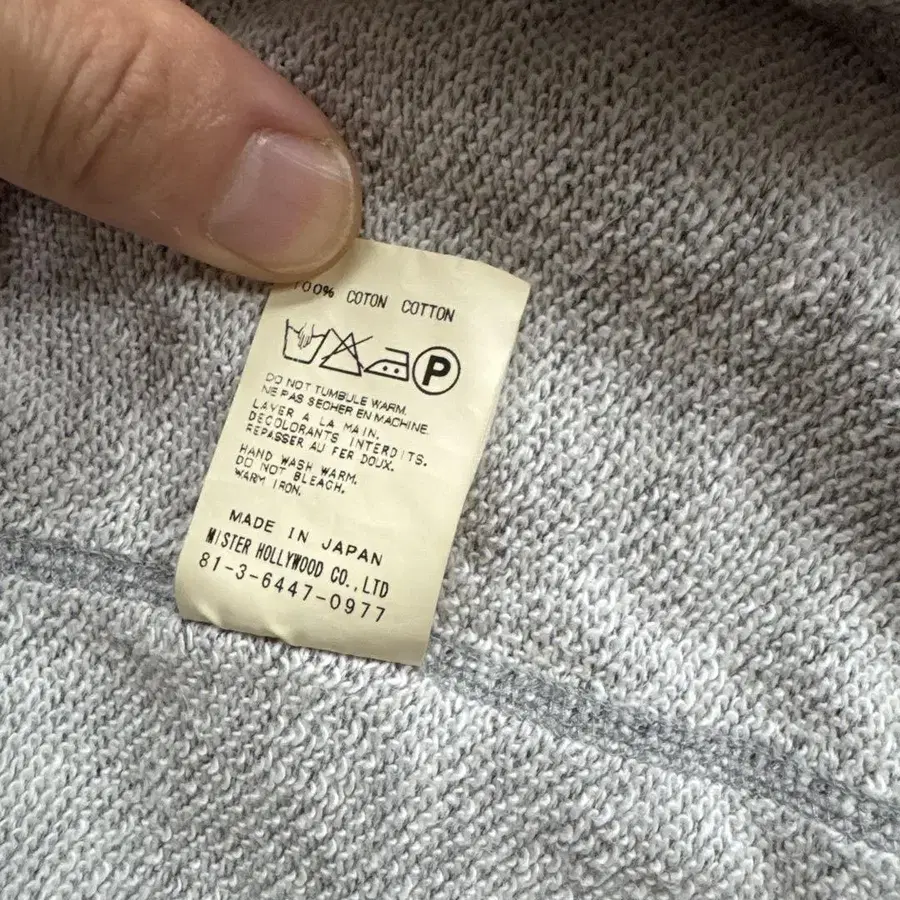 100% COTON COTTON
P
DO NOT TUMBULE WARM.
NE PAS SECHER EN MACHINE.
LAVER A LA MAIN.
DECOLORANTS INTERDITS.
REPASSER AU FER DOUX.
HAND WASH WARM.
DO NOT BLEACH.
WARM IRON.
MADE IN JAPAN
MISTER HOLLYWOOD CO.,LTD
81-3-6447-0977